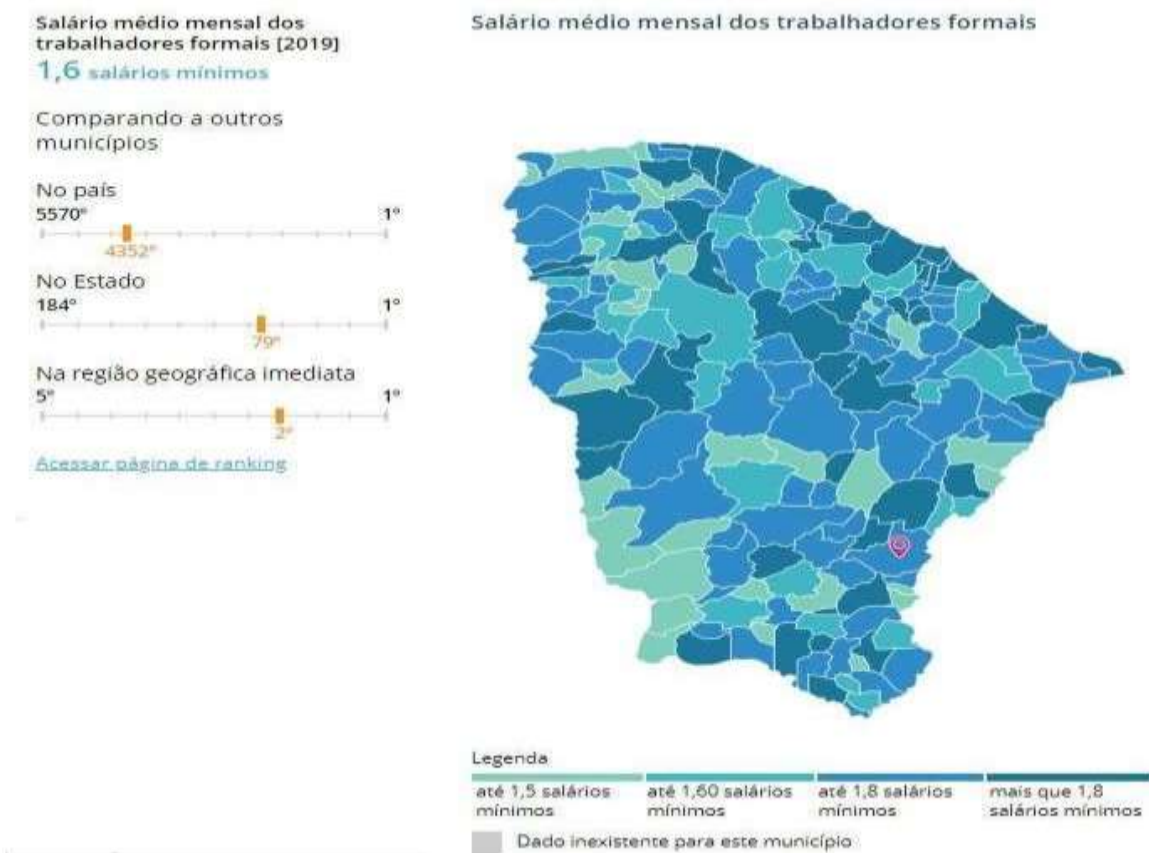 Salário médio mensal dos
trabalhadores formais [2019]
1,6 salários mínimos
Comparando a outros
municípios
No país
5570º 1º
4352º
No Estado
184º 1º
79º
Na região geográfica imediata
5º 1º
2º
Acessar página de ranking
Salário médio mensal dos trabalhadores formais
Legenda
até 1,5 salários
mínimos
até 1,60 salários
mínimos
até 1,8 salários
mínimos
mais que 1,8
salários mínimos
Dado inexistente para este município